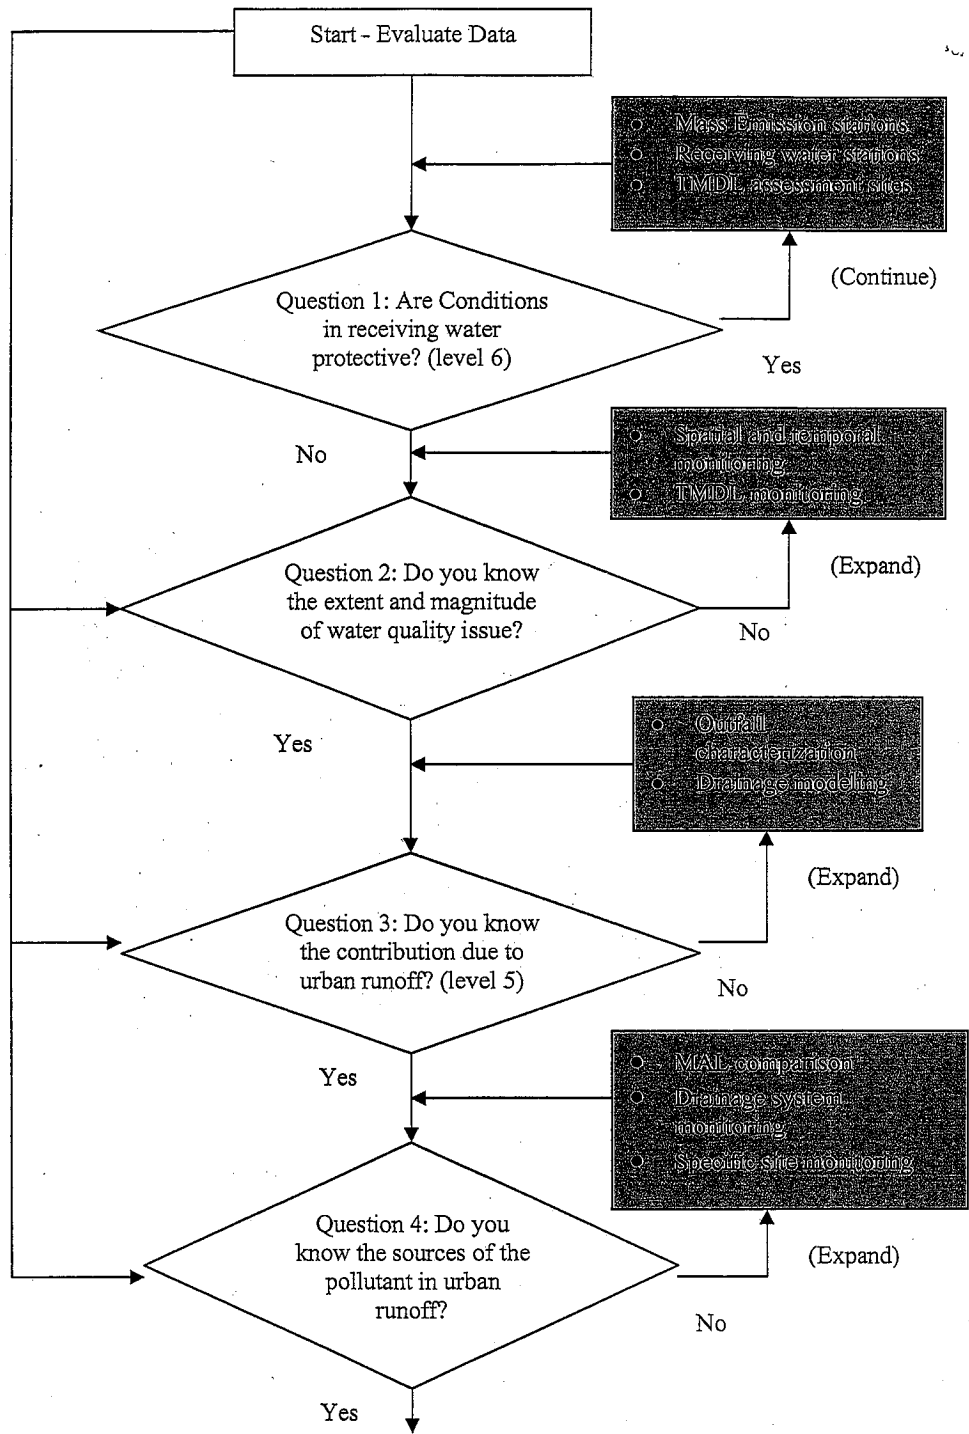 Start - Evaluate Data
○ Mass Emission stations
○ Receiving water stations
○ TMDL assessment sites
(Continue)
Question 1: Are Conditions
in receiving water
protective? (level 6)
Yes
No
○ Spatial and temporal
monitoring
○ TMDL monitoring
(Expand)
Question 2: Do you know
the extent and magnitude
of water quality issue?
No
Yes
○ Outfall
characterization
○ Drainage modeling
(Expand)
Question 3: Do you know
the contribution due to
urban runoff? (level 5)
No
Yes
○ MAL comparison
○ Drainage system
monitoring
○ Specific site monitoring
(Expand)
Question 4: Do you
know the sources of the
pollutant in urban
runoff?
No
Yes